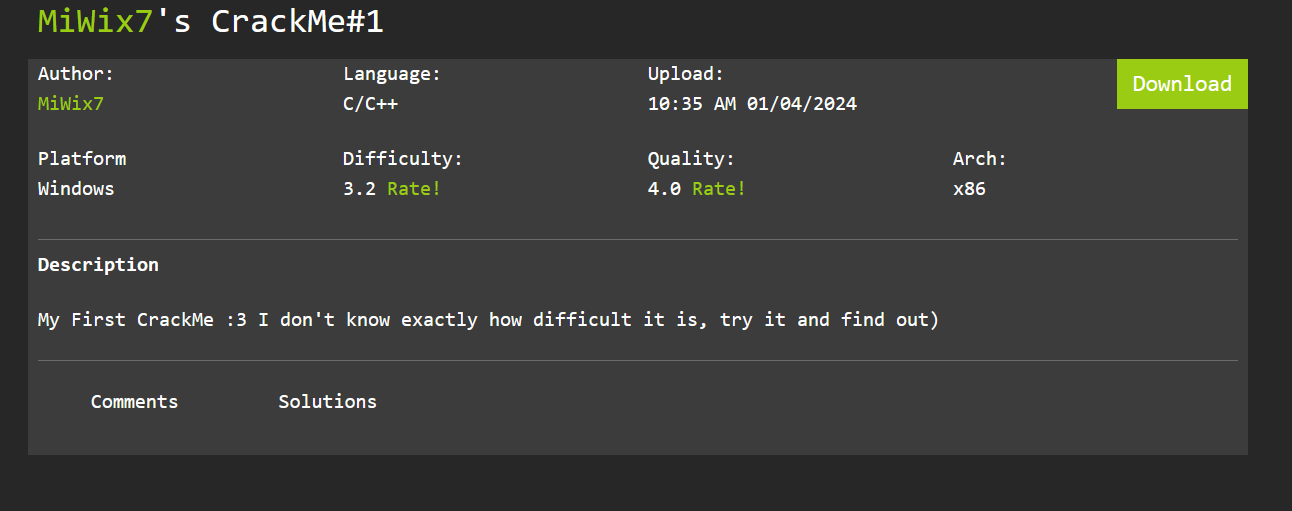 MiWix7's CrackMe#1
Author:
MiWix7
Language:
C/C++
Upload:
10:35 AM 01/04/2024
Download
Platform
Windows
Difficulty:
3.2 Rate!
Quality:
4.0 Rate!
Arch:
x86
Description
My First CrackMe :3 I don't know exactly how difficult it is, try it and find out)
Comments
Solutions